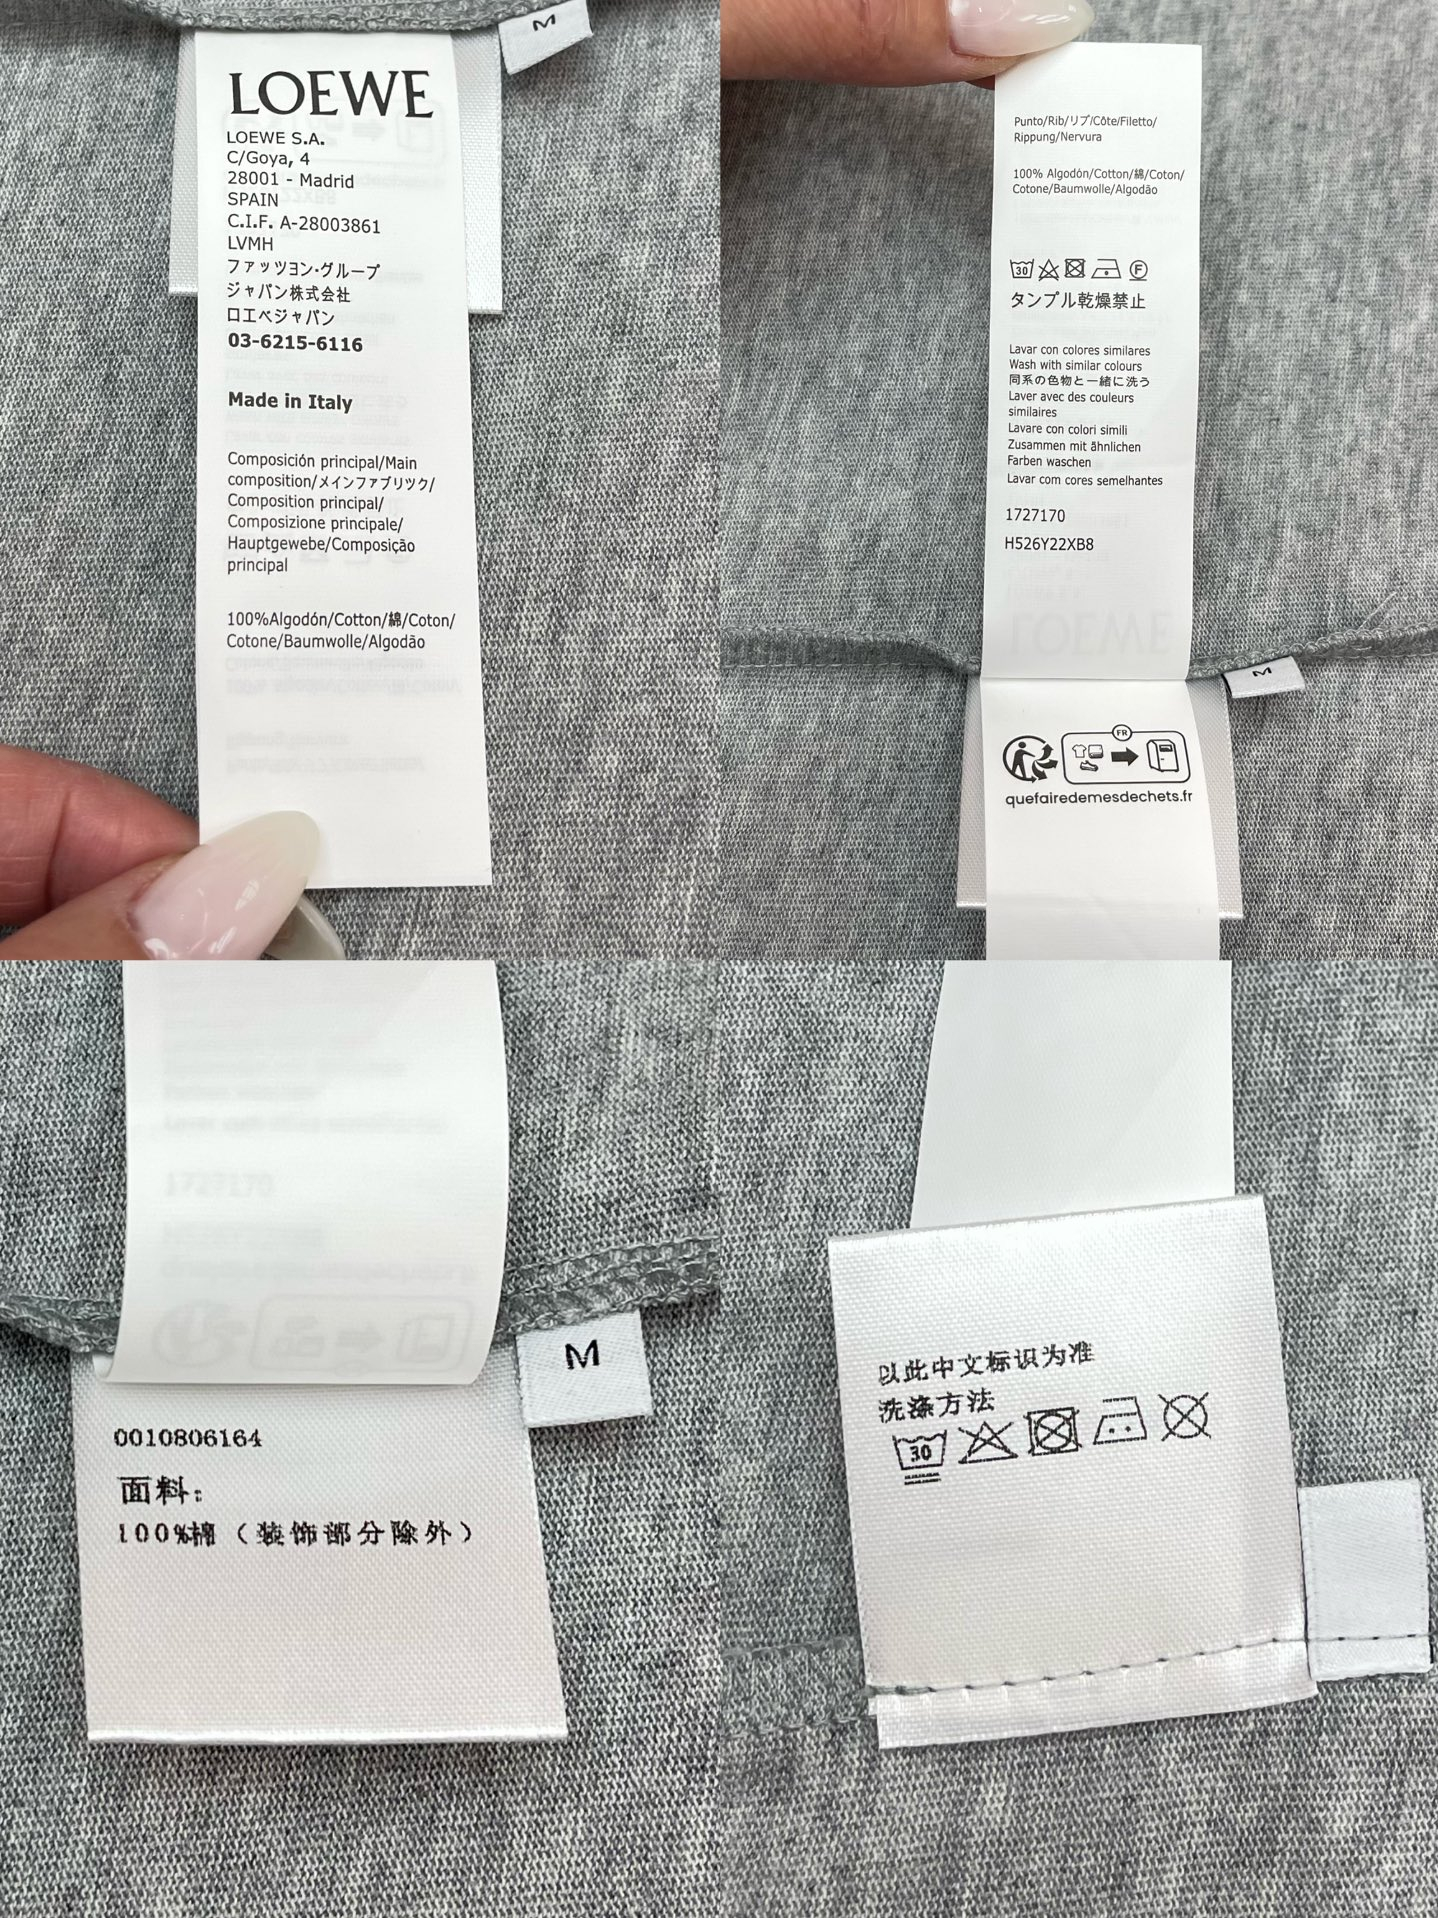 M
LOEWE
LOEWE S.A.
C/Goya, 4
28001 - Madrid
SPAIN
C.I.F. A-28003861
LVMH
ファッツヨン·グループ
ジャパン株式会社
ロエベジャパン
03-6215-6116
Made in Italy
Composición principal/Main
composition/メインファブリツク/
Composition principal/
Composizione principale/
Hauptgewebe/Composição
principal
100%Algodón/Cotton/綿/Coton/
Cotone/Baumwolle/Algodão
Punto/Rib/リブ/Côte/Filetto/
Rippung/Nervura
100% Algodón/Cotton/綿/Coton/
Cotone/Baumwolle/Algodão
30
F
タンブル乾燥禁止
Lavar con colores similares
Wash with similar colours
同系の色物と一緒に洗う
Laver avec des couleurs
similaires
Lavare con colori simili
Zusammen mit ähnlichen
Farben waschen
Lavar com cores semelhantes
1727170
H526Y22XB8
M
FR
quefairedemesdechets.fr
M
0010806164
面料:
100%棉（装饰部分除外）
以此中文标识为准
洗涤方法
30